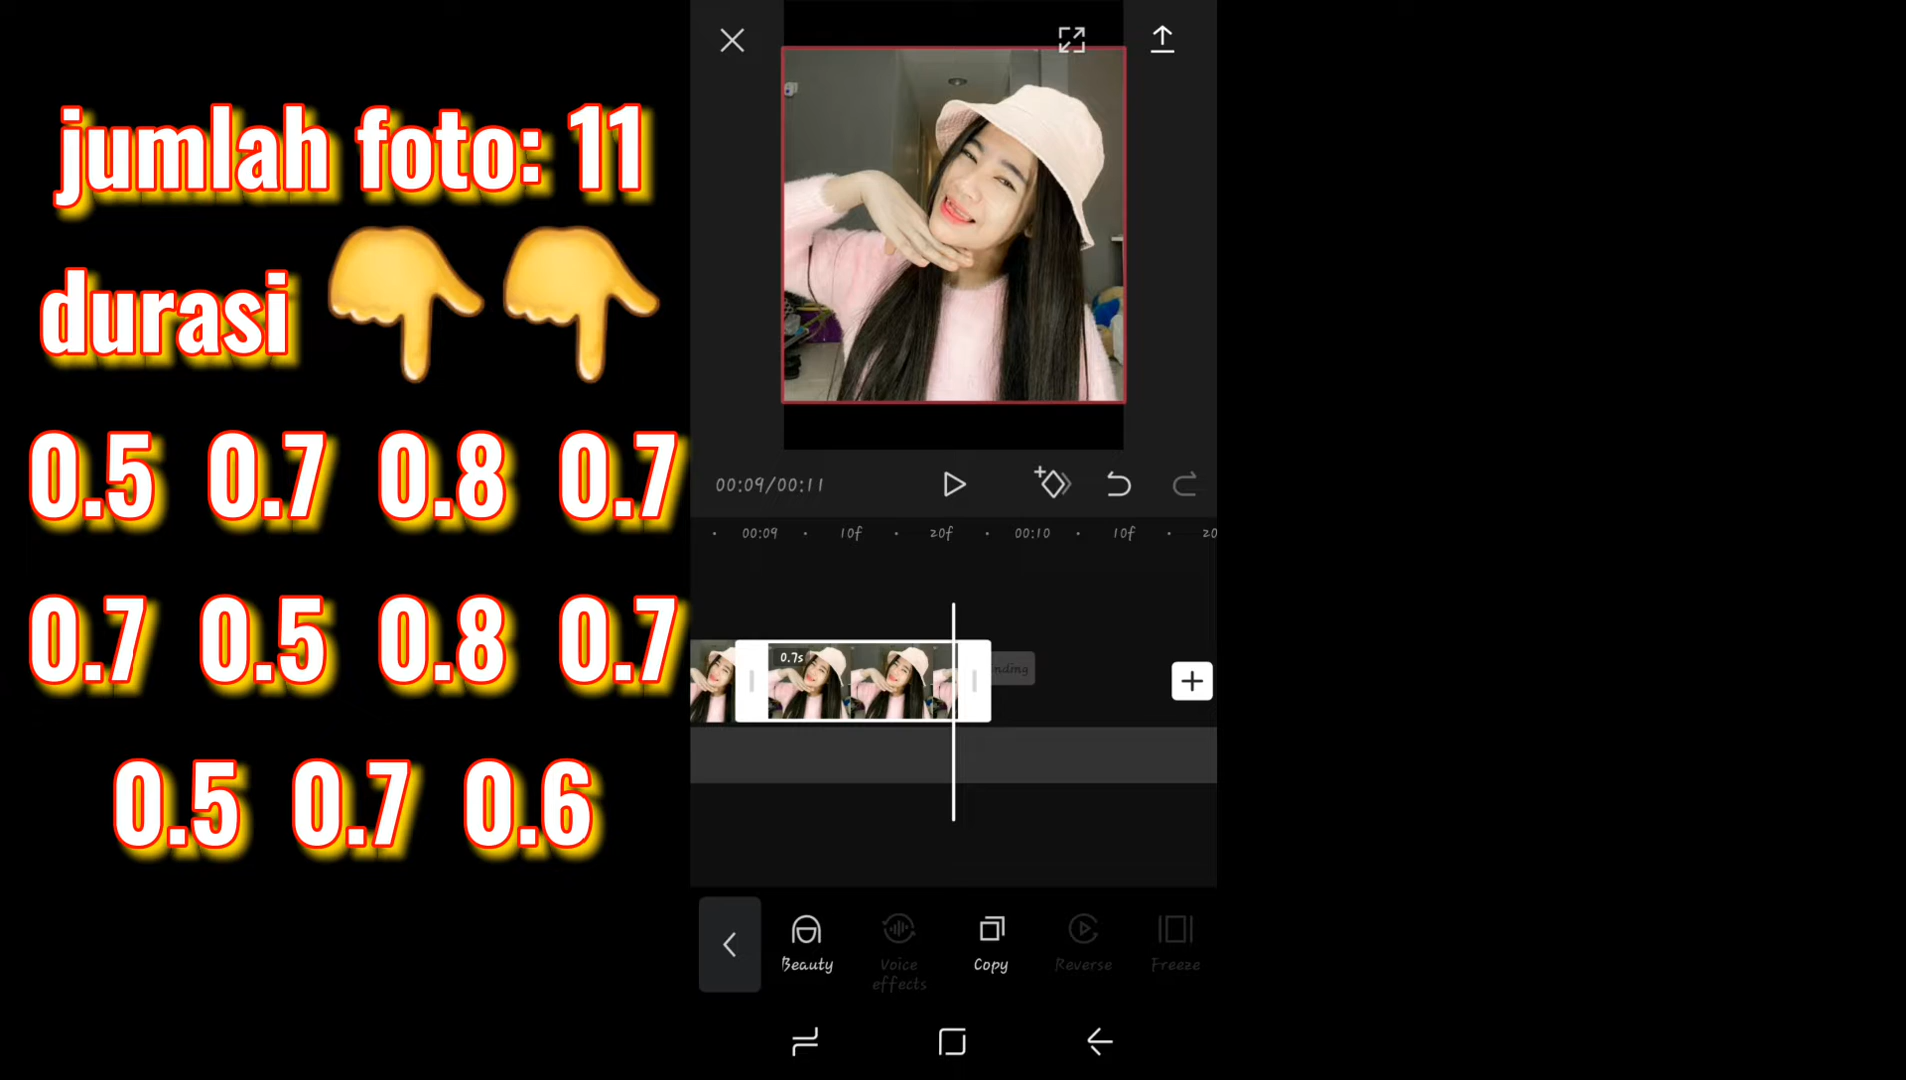 jumlah foto: 11
durasi 👇👇
0.5 0.7 0.8 0.7
0.7 0.5 0.8 0.7
0.5 0.7 0.6
00:09/00:11
00:09 10f 20f 00:10 10f 20
0.7s
nding
Beauty
Voice effects
Copy
Reverse
Freeze